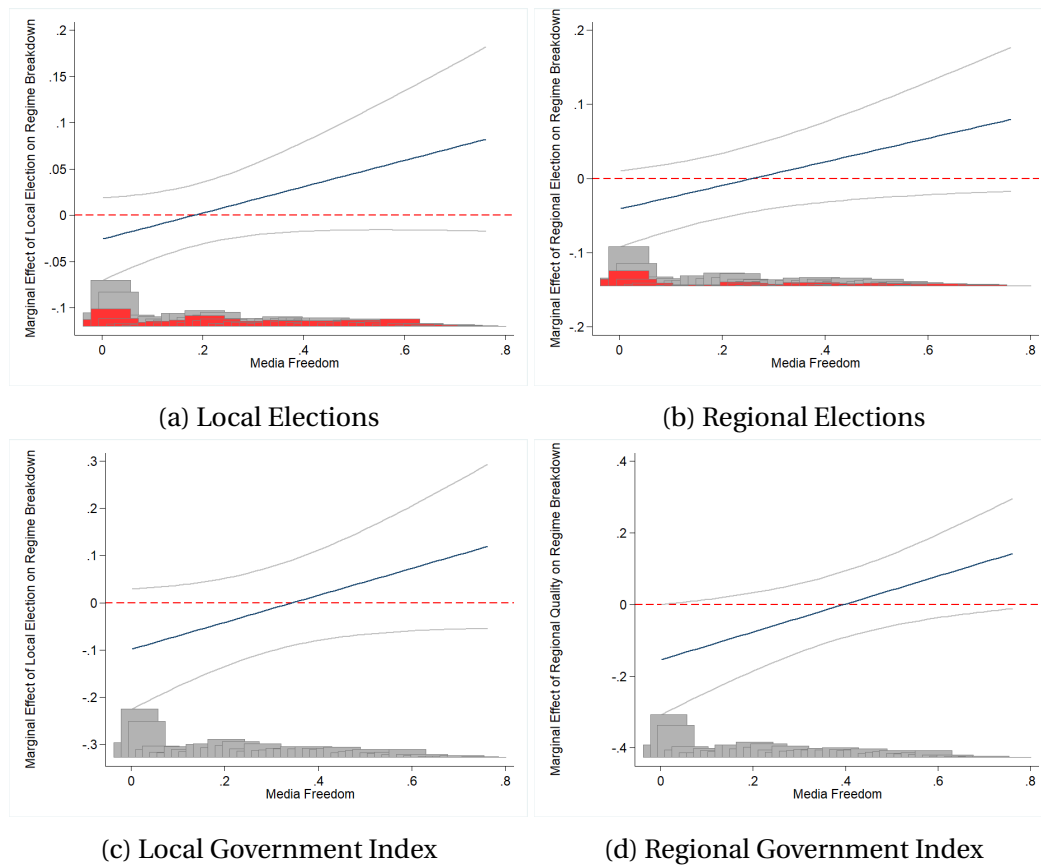 Marginal Effect of Local Election on Regime Breakdown
.2
.15
.1
.05
0
-.05
-.1
0 .2 .4 .6 .8
Media Freedom
(a) Local Elections
Marginal Effect of Regional Election on Regime Breakdown
.2
.1
0
-.1
-.2
0 .2 .4 .6 .8
Media Freedom
(b) Regional Elections
Marginal Effect of Local Election on Regime Breakdown
.3
.2
.1
0
-.1
-.2
-.3
0 .2 .4 .6 .8
Media Freedom
(c) Local Government Index
Marginal Effect of Regional Quality on Regime Breakdown
.4
.2
0
-.2
-.4
0 .2 .4 .6 .8
Media Freedom
(d) Regional Government Index